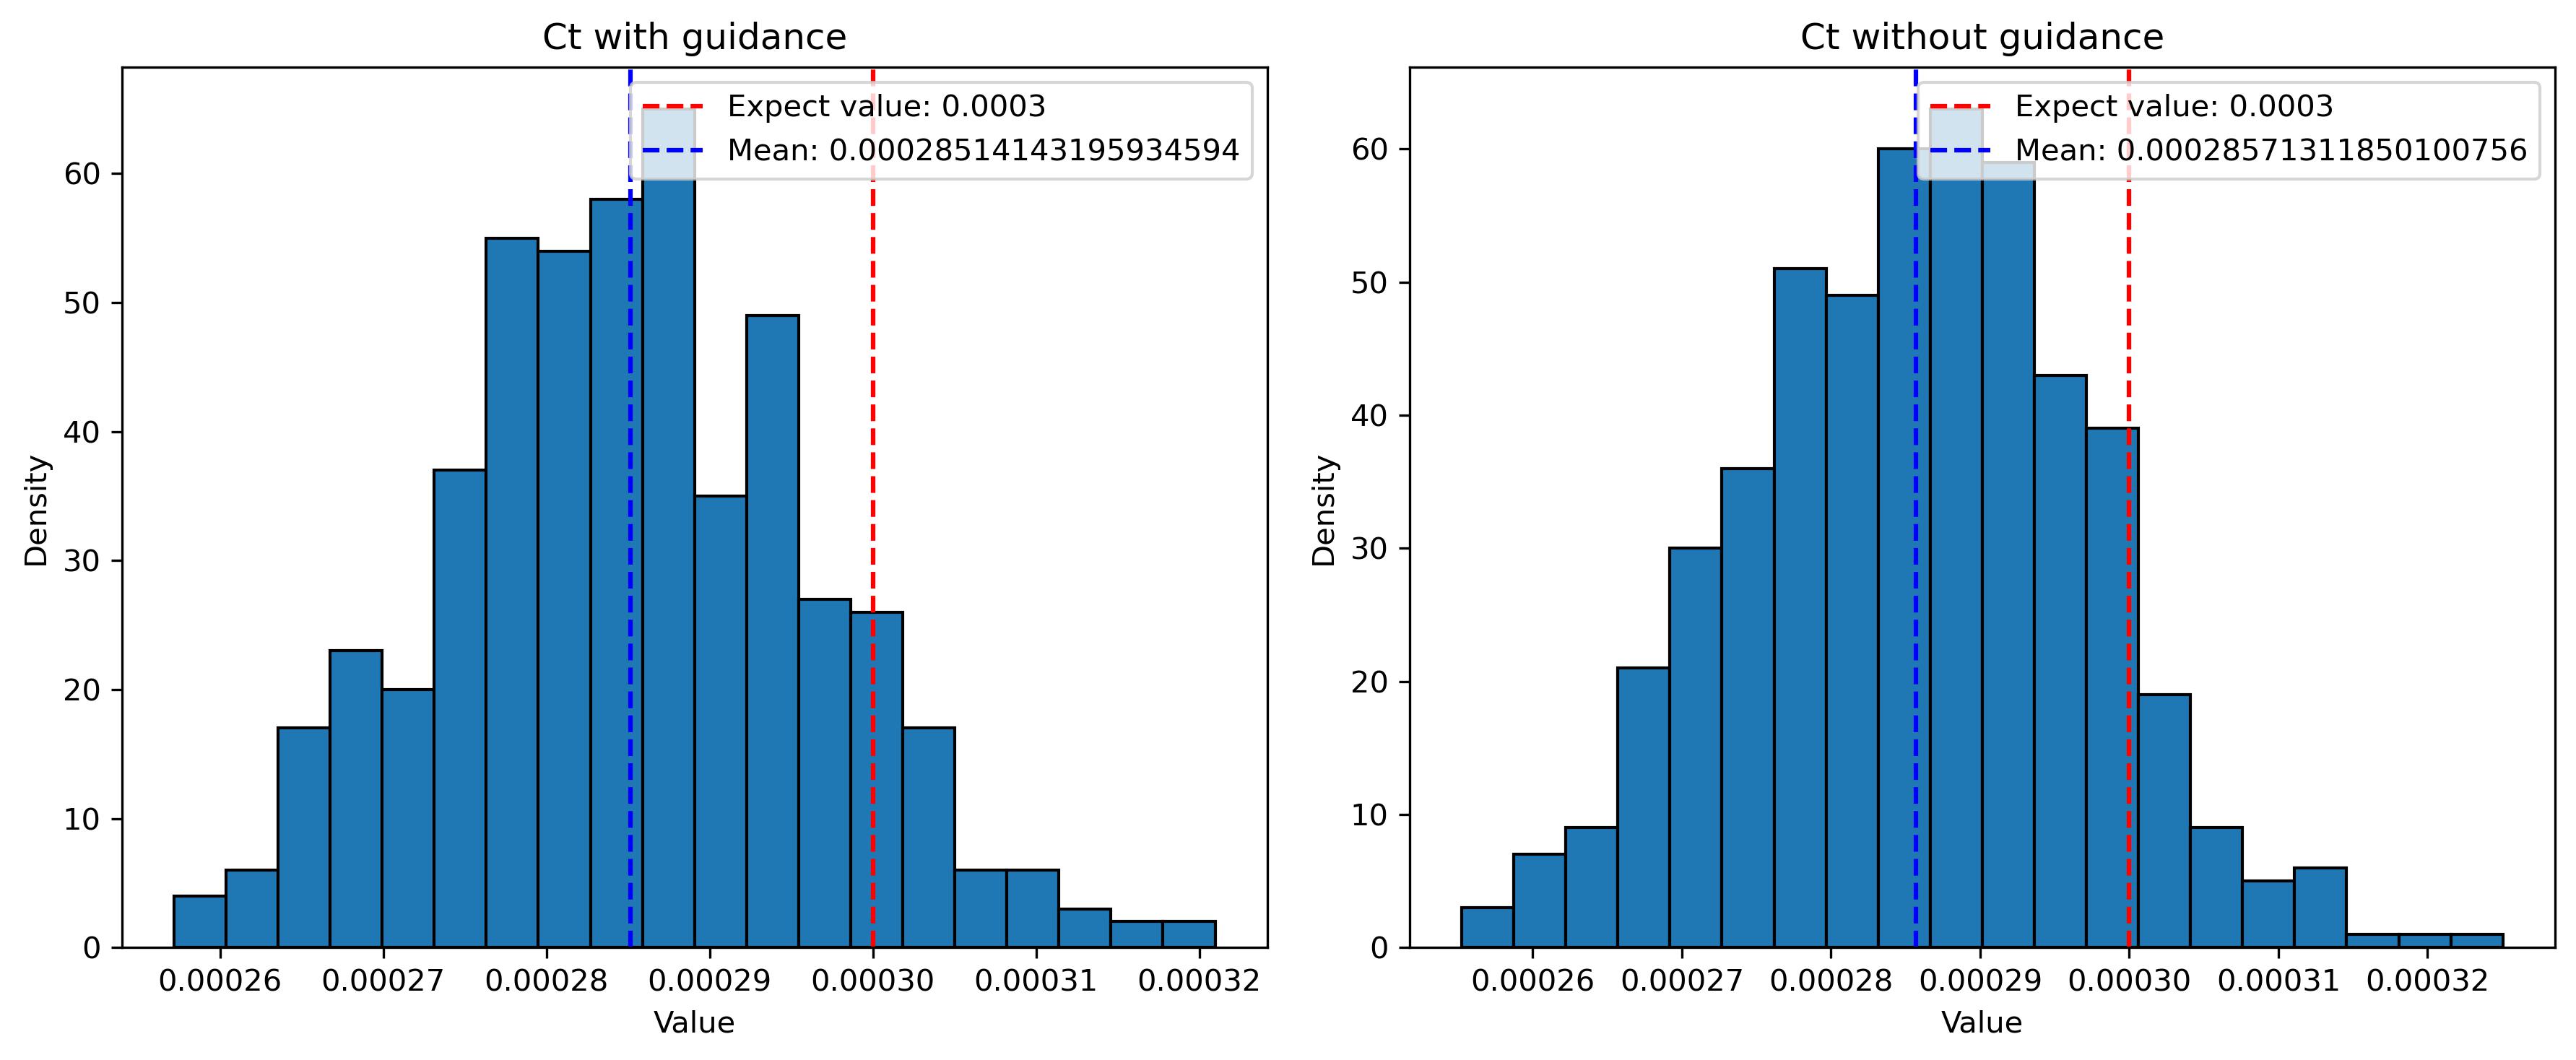 Ct with guidance
Expect value: 0.0003
Mean: 0.00028514143195934594
60
50
40
30
20
10
0
Density
0.00026 0.00027 0.00028 0.00029 0.00030 0.00031 0.00032
Value
Ct without guidance
Expect value: 0.0003
Mean: 0.00028571311850100756
60
50
40
30
20
10
0
Density
0.00026 0.00027 0.00028 0.00029 0.00030 0.00031 0.00032
Value